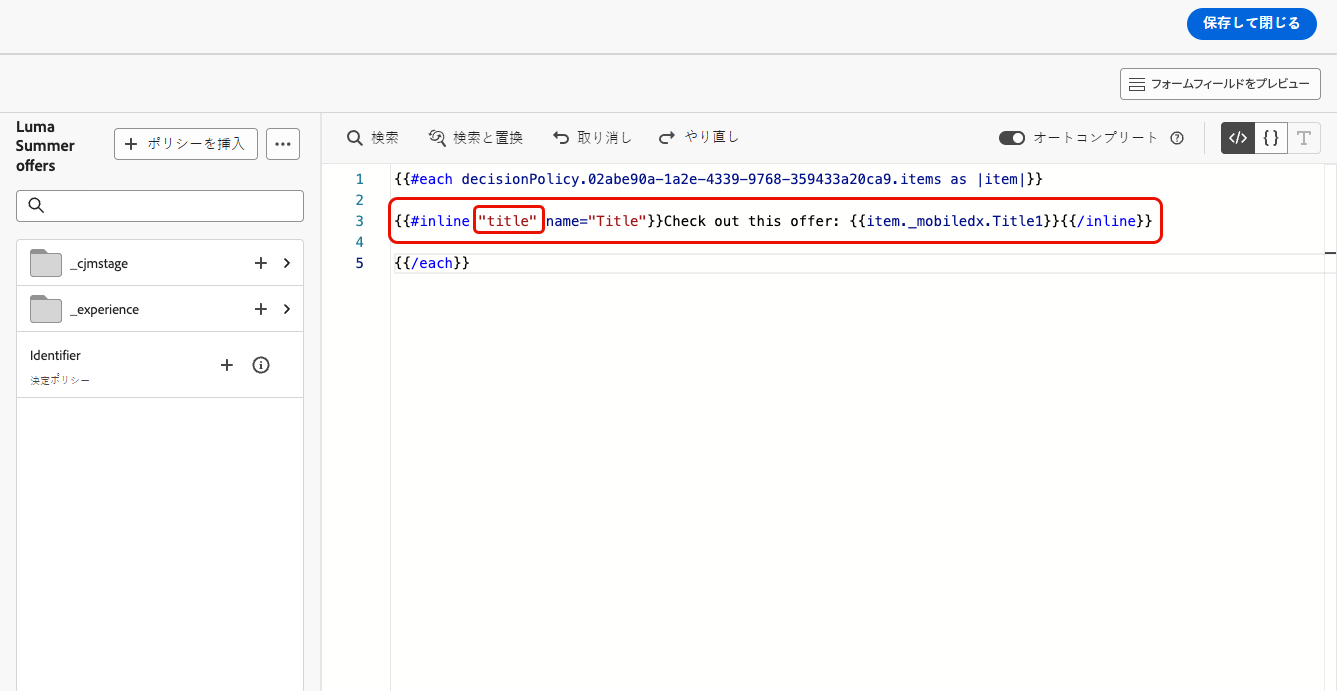 保存して閉じる
フォームフィールドをプレビュー
Luma
Summer
offers
ポリシーを挿入
検索
検索と置換
取り消し
やり直し
オートコンプリート
1 {{#each decisionPolicy.02abe90a-1a2e-4339-9768-359433a20ca9.items as |item|}}
2
3 {{#inline "title" name="Title"}}Check out this offer: {{item._mobiledx.Title1}}{{/inline}}
4
5 {{/each}}
_cjmstage
_experience
Identifier
決定ポリシー